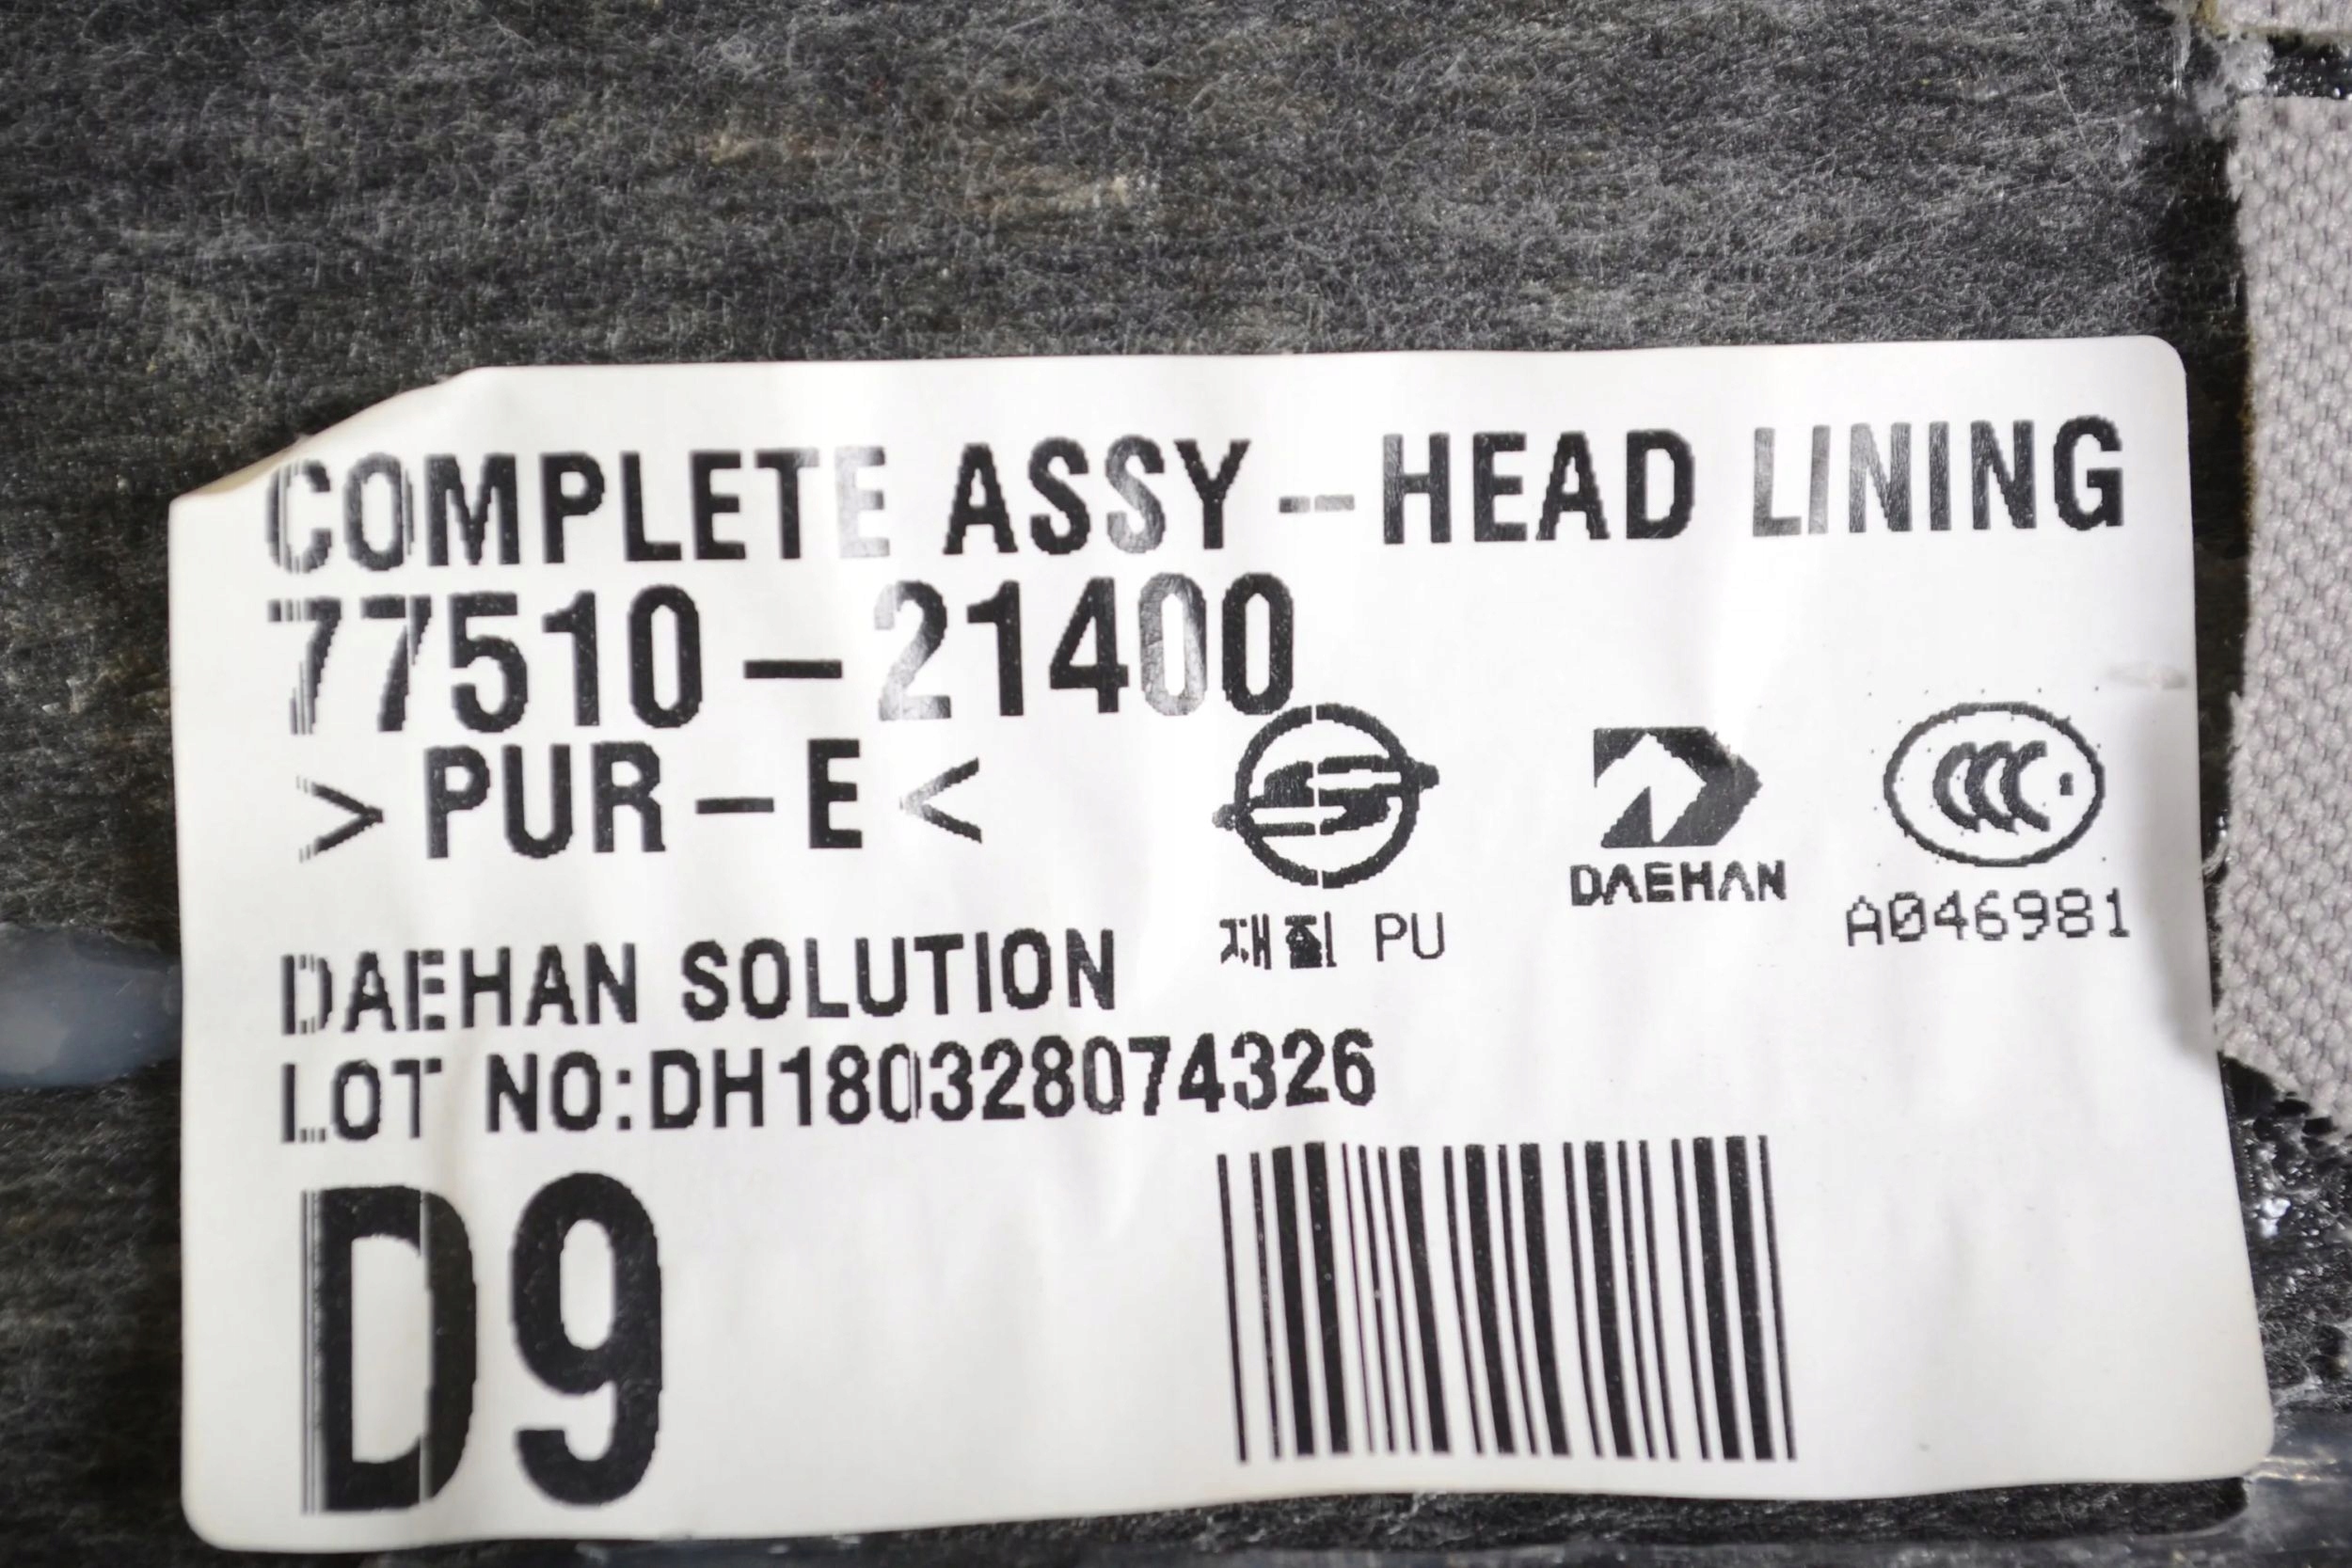 COMPLETE ASSY-HEAD LINING
77510-21400
>PUR-E<
DAEHAN
A046981
재질 PU
DAEHAN SOLUTION
LOT NO:DH180328074326
D9